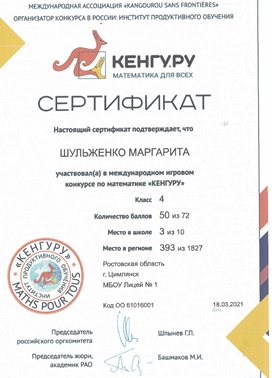 МЕЖДУНАРОДНАЯ АССОЦИАЦИЯ «KANGOUROU SANS FRONTIÈRES»
ОРГАНИЗАТОР КОНКУРСА В РОССИИ: ИНСТИТУТ ПРОДУКТИВНОГО ОБУЧЕНИЯ
КЕНГУ.РУ
МАТЕМАТИКА ДЛЯ ВСЕХ
СЕРТИФИКАТ
Настоящий сертификат подтверждает, что
ШУЛЬЖЕНКО МАРГАРИТА
участвовал(а) в международном игровом
конкурсе по математике «КЕНГУРУ»
Класс 4
Количество баллов 50 из 72
Место в школе 3 из 10
Место в регионе 393 из 1827
«КЕНГУРУ»
ИНСТИТУТ ПРОДУКТИВНОГО ОБУЧЕНИЯ
MATHS POUR TOUS
Ростовская область
г. Цимлянск
МБОУ Лицей № 1
Код ОО 61016001
18.03.2021
Председатель
российского оргкомитета
Шпынев Г.П.
Председатель жюри,
академик РАО
Башмаков М.И.